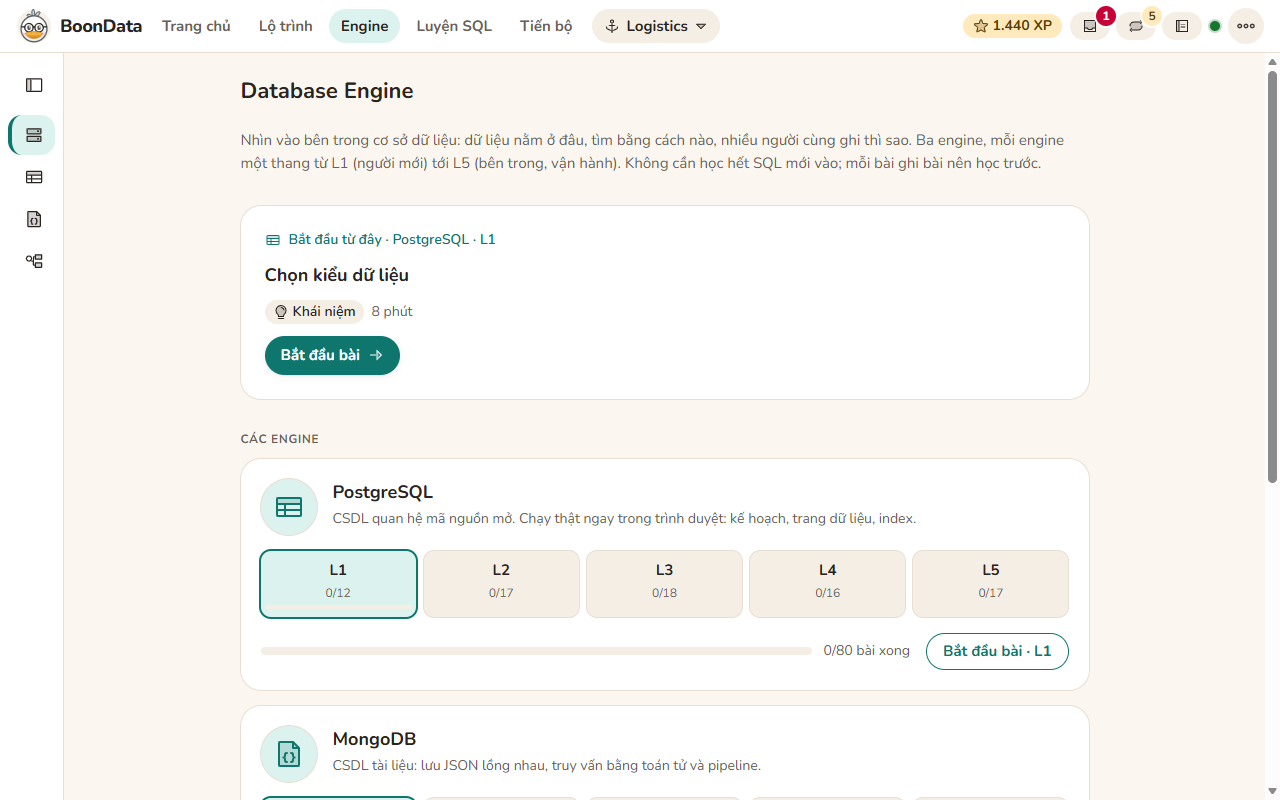 BoonData Trang chủ Lộ trình Engine Luyện SQL Tiến bộ Logistics 1.440 XP 1 5
Database Engine
Nhìn vào bên trong cơ sở dữ liệu: dữ liệu nằm ở đâu, tìm bằng cách nào, nhiều người cùng ghi thì sao. Ba engine, mỗi engine
một thang từ L1 (người mới) tới L5 (bên trong, vận hành). Không cần học hết SQL mới vào; mỗi bài ghi bài nên học trước.
Bắt đầu từ đây · PostgreSQL · L1
Chọn kiểu dữ liệu
Khái niệm 8 phút
Bắt đầu bài
CÁC ENGINE
PostgreSQL
CSDL quan hệ mã nguồn mở. Chạy thật ngay trong trình duyệt: kế hoạch, trang dữ liệu, index.
L1 L2 L3 L4 L5
0/12 0/17 0/18 0/16 0/17
0/80 bài xong Bắt đầu bài · L1
MongoDB
CSDL tài liệu: lưu JSON lồng nhau, truy vấn bằng toán tử và pipeline.